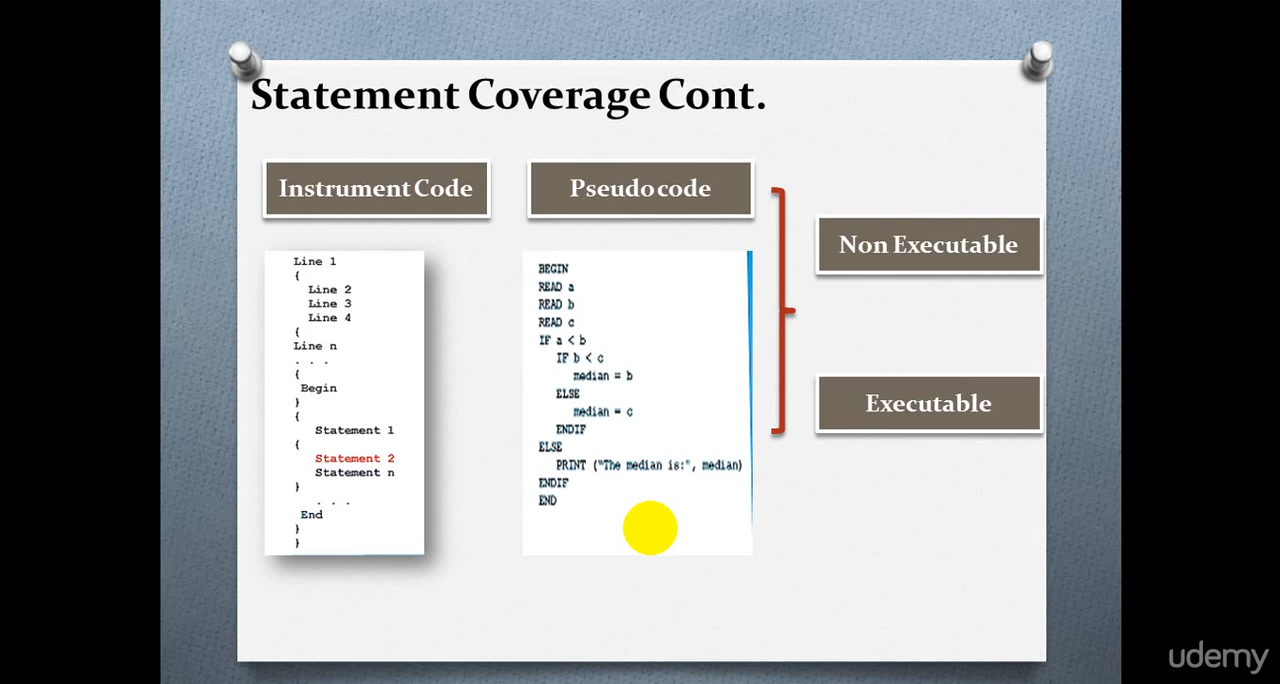 Statement Coverage Cont.
Instrument Code
Line 1
{
Line 2
Line 3
Line 4
{
Line n
. . .
{
Begin
}
{
Statement 1
{
Statement 2
Statement n
}
. . .
End
}
}
Pseudo code
BEGIN
READ a
READ b
READ c
IF a < b
IF b < c
median = b
ELSE
median = c
ENDIF
ELSE
PRINT ("The median is:", median)
ENDIF
END
Non Executable
Executable
udemy